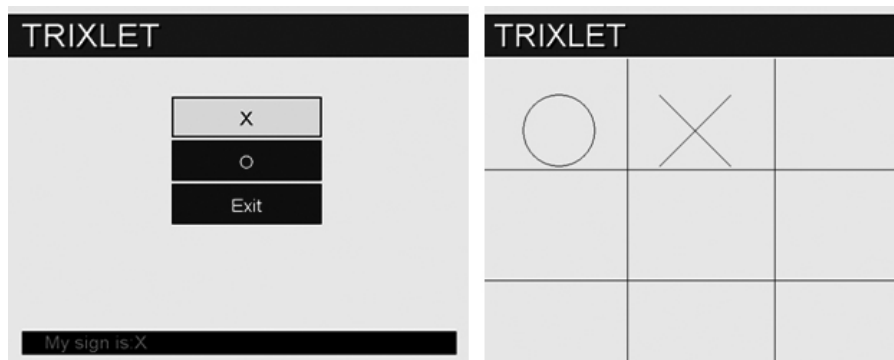 TRIXLET
X
O
Exit
My sign is:X
TRIXLET
O X